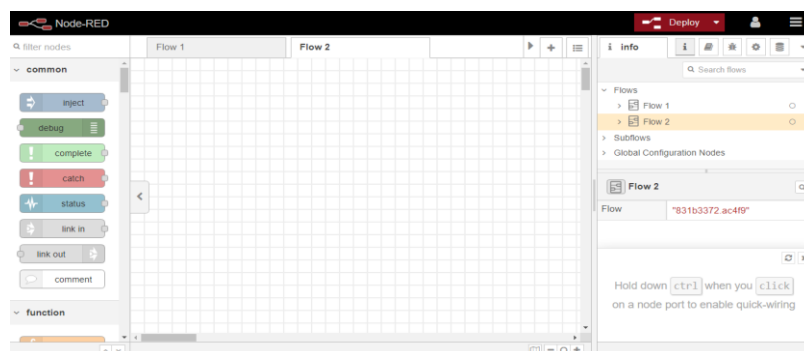 Node-RED
Deploy
filter nodes
Flow 1
Flow 2
i info
i
common
Search flows
Flows
Flow 1
Flow 2
Subflows
Global Configuration Nodes
inject
debug
complete
catch
status
link in
link out
comment
function
Flow 2
Flow "831b3372.ac4f9"
Hold down ctrl when you click
on a node port to enable quick-wiring